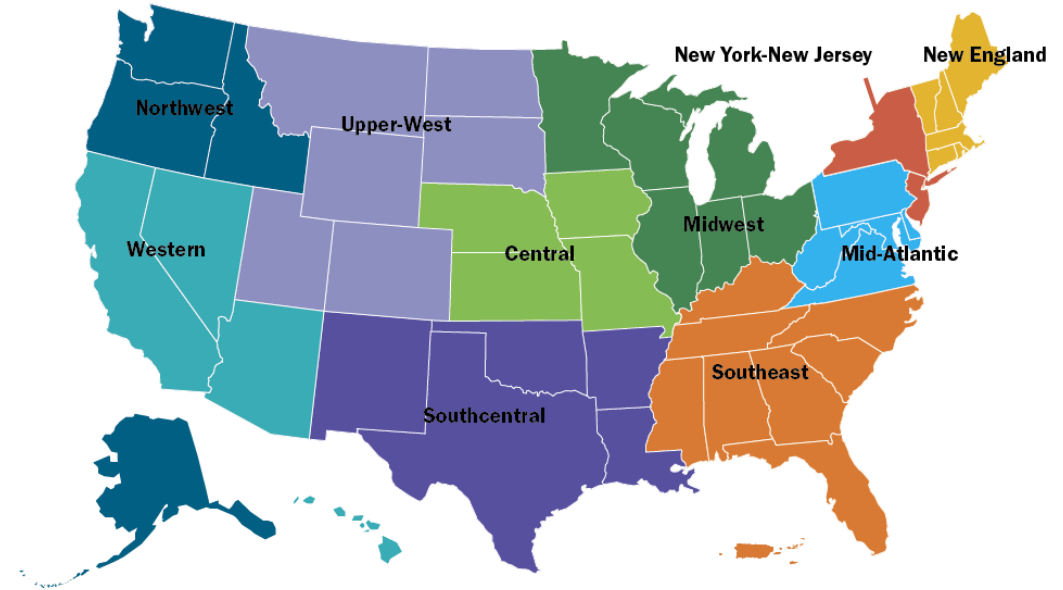 New York-New Jersey
New England
Northwest
Upper-West
Midwest
Western
Central
Mid-Atlantic
Southeast
Southcentral